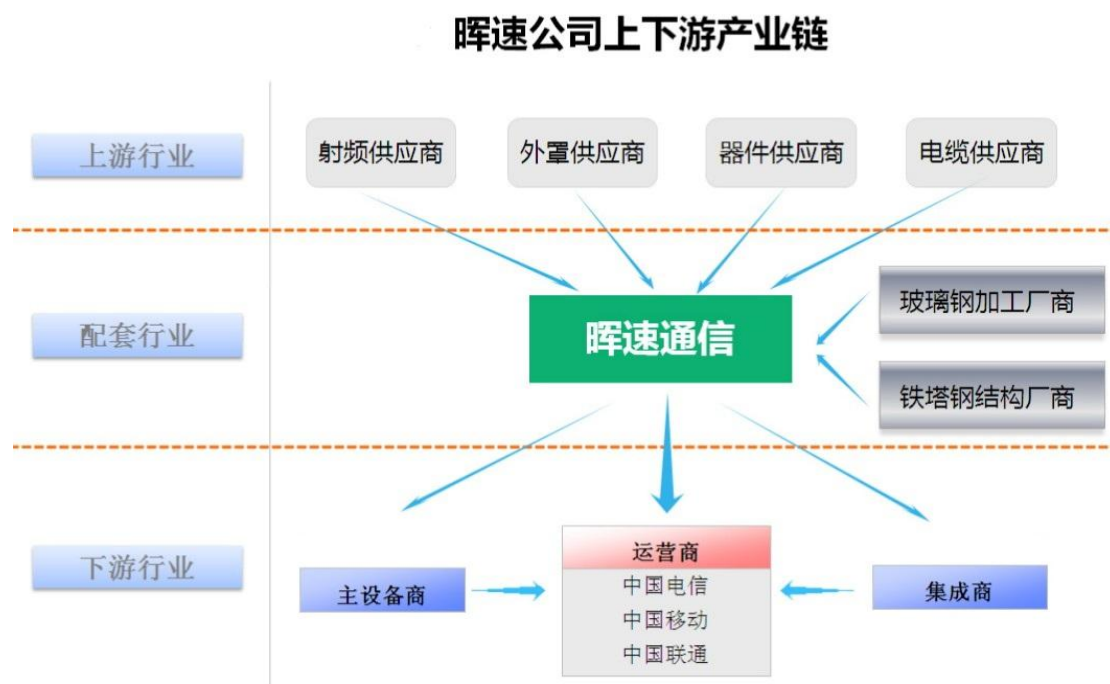 晖速公司上下游产业链
上游行业
射频供应商
外罩供应商
器件供应商
电缆供应商
配套行业
晖速通信
玻璃钢加工厂商
铁塔钢结构厂商
下游行业
主设备商
运营商
中国电信
中国移动
中国联通
集成商